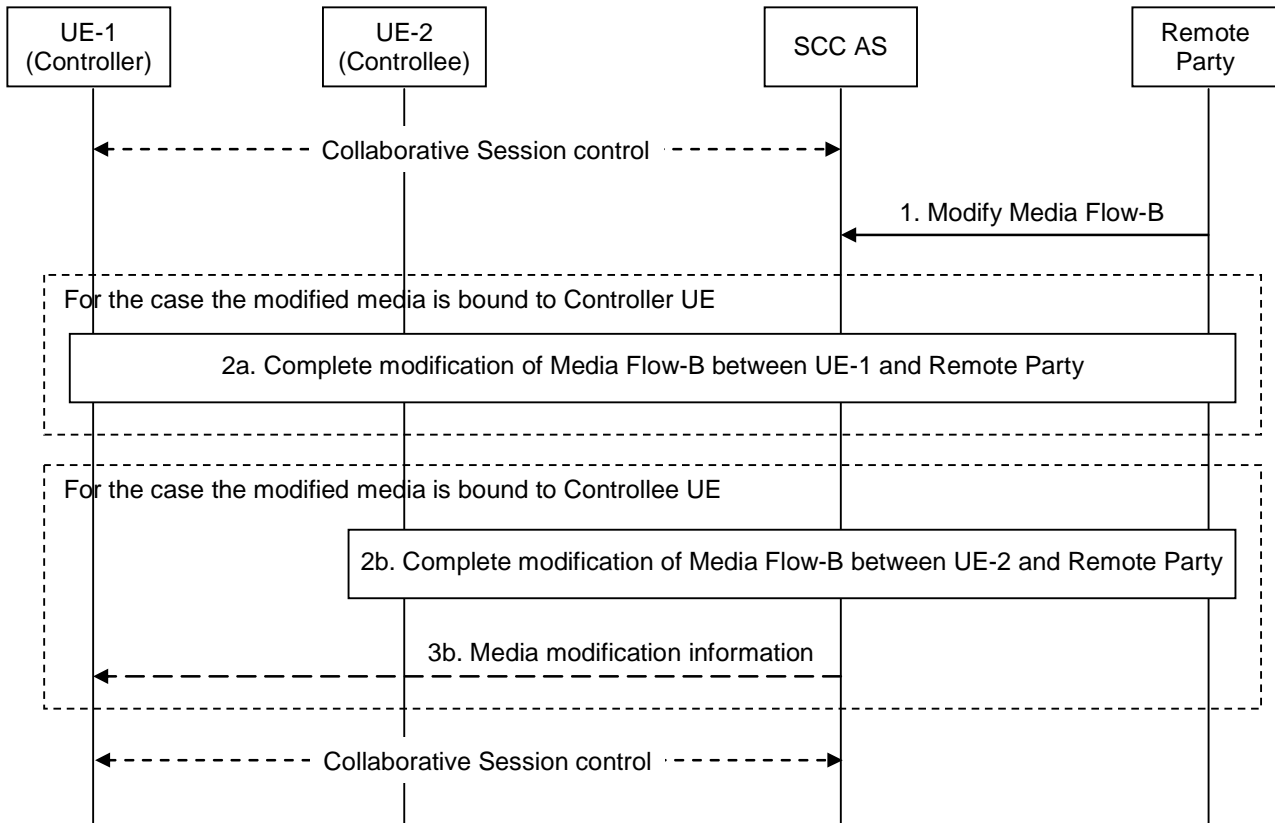 UE-1
(Controller)
UE-2
(Controllee)
SCC AS
Remote
Party
Collaborative Session control
1. Modify Media Flow-B
For the case the modified media is bound to Controller UE
2a. Complete modification of Media Flow-B between UE-1 and Remote Party
For the case the modified media is bound to Controllee UE
2b. Complete modification of Media Flow-B between UE-2 and Remote Party
3b. Media modification information
Collaborative Session control